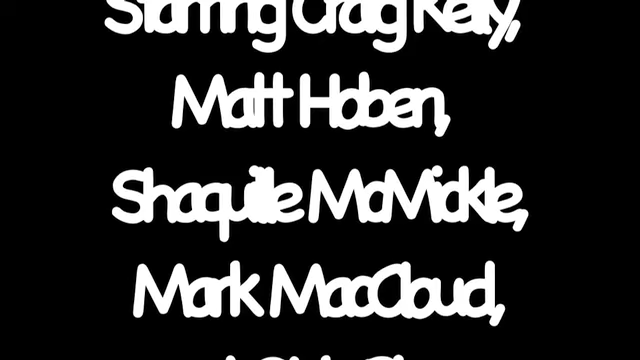 Starring Craig Kelly,
Matt Hoben,
Shaquille McVickle,
Mark MacCloud,